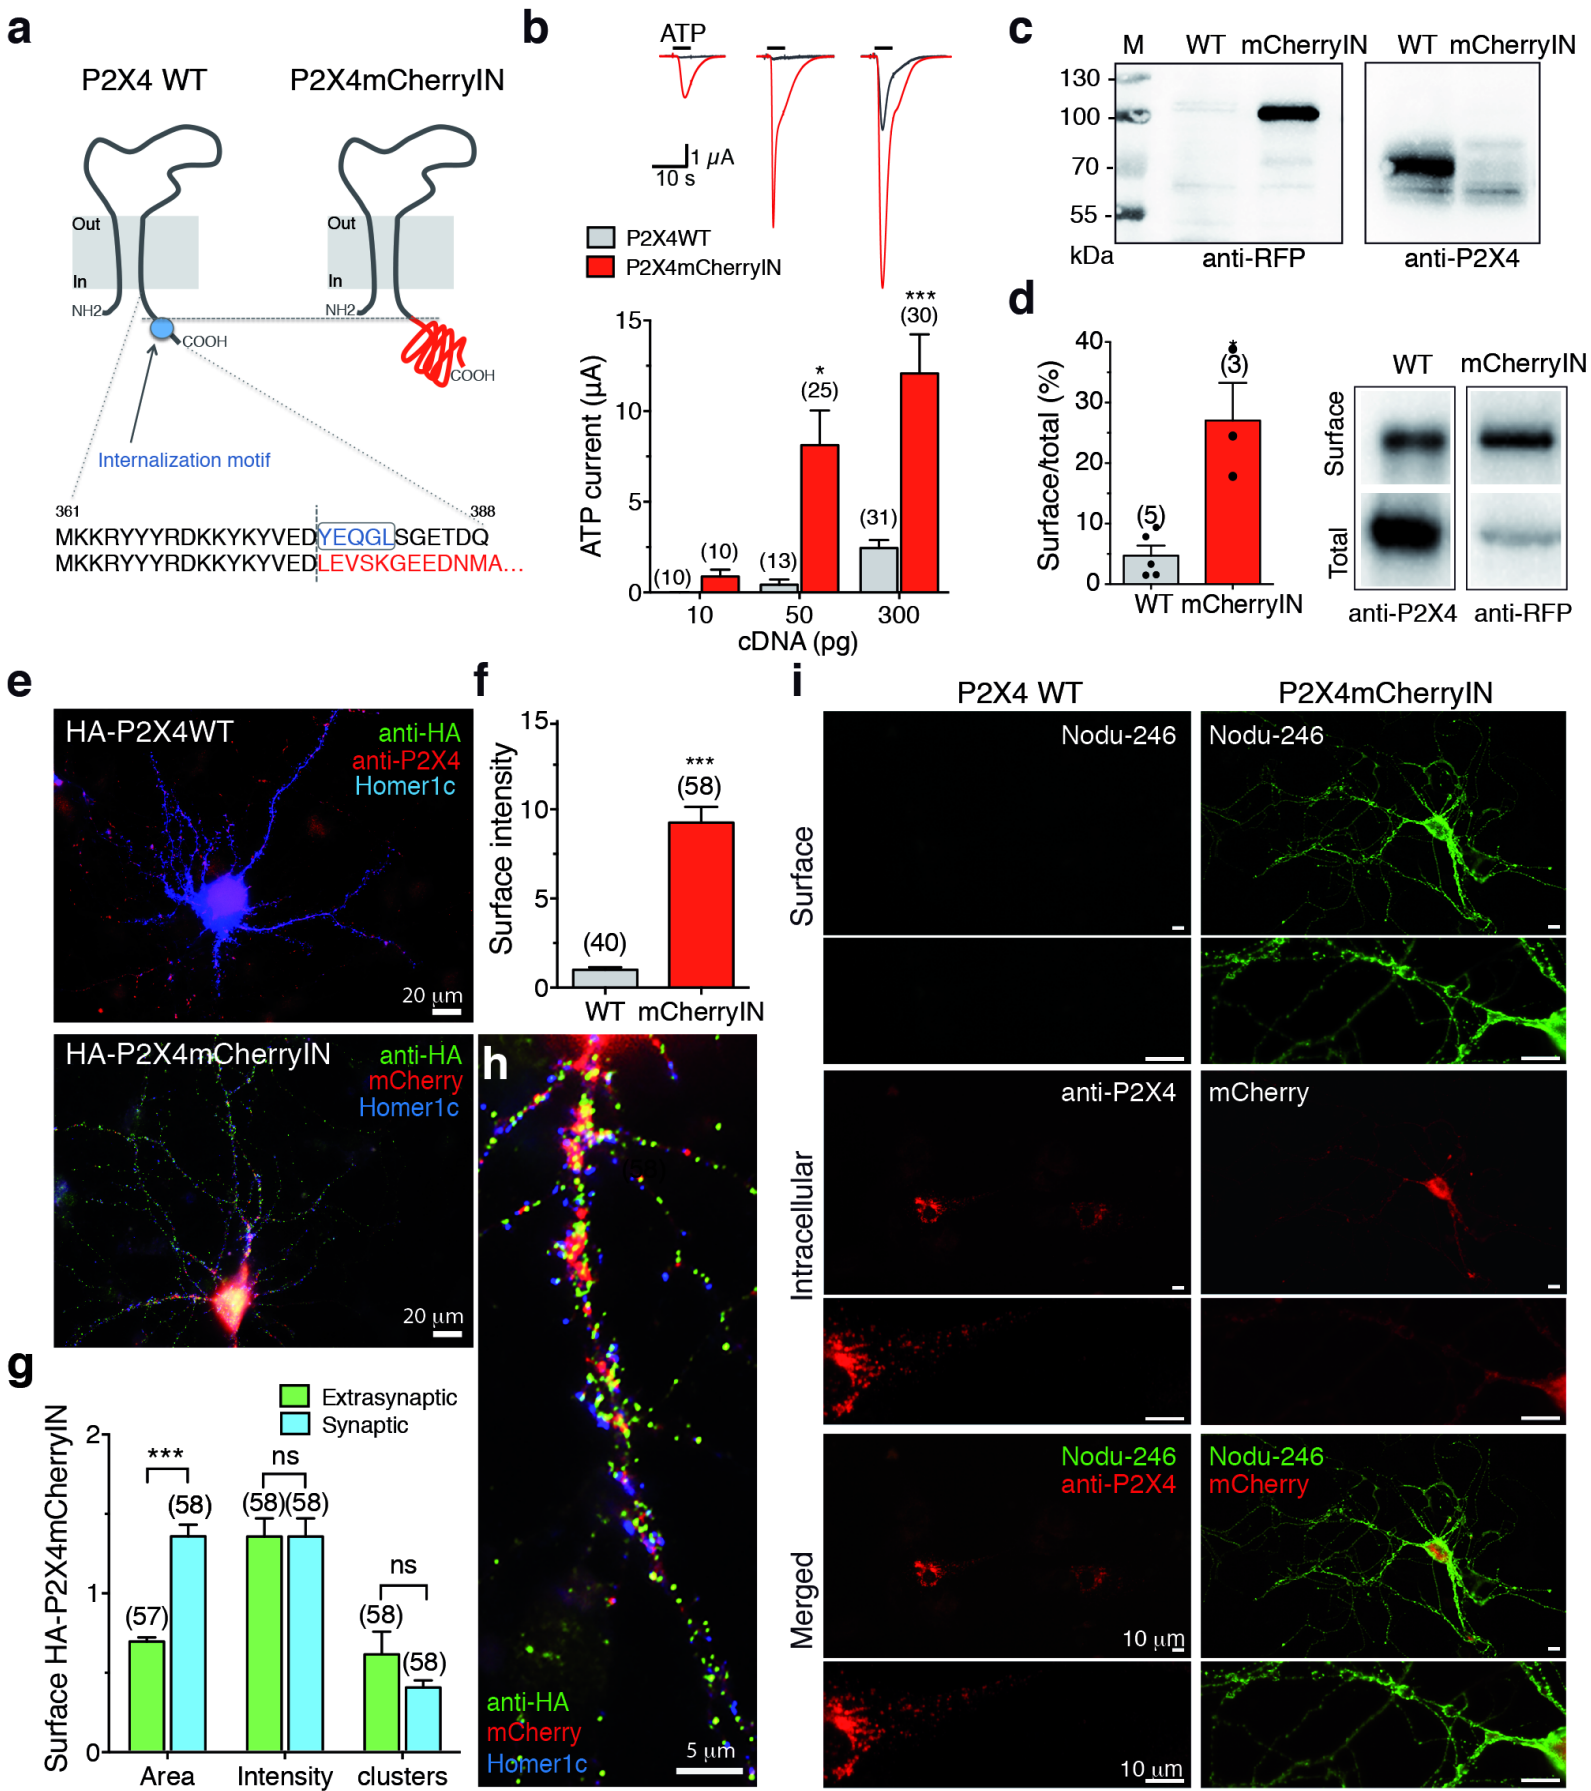 a
P2X4 WT
P2X4mCherryIN
Out
In
NH2
COOH
Out
In
NH2
COOH
Internalization motif
361
388
MKKRYYYRDKKYKYVEDYEQGLSGETDQ
MKKRYYYRDKKYKYVEDLEVSKGEEDNMA...
b
ATP
1 µA
10 s
P2X4WT
P2X4mCherryIN
ATP current (µA)
15
10
5
0
(10)
(10)
(13)
*
(25)
(31)
***
(30)
10
50
300
cDNA (pg)
c
M
WT
mCherryIN
WT
mCherryIN
130
100
70
55
kDa
anti-RFP
anti-P2X4
d
Surface/total (%)
40
30
20
10
0
(5)
*
(3)
WT
mCherryIN
WT
mCherryIN
Surface
Total
anti-P2X4
anti-RFP
e
HA-P2X4WT
anti-HA
anti-P2X4
Homer1c
20 µm
HA-P2X4mCherryIN
anti-HA
mCherry
Homer1c
20 µm
f
Surface intensity
15
10
5
0
(40)
***
(58)
WT
mCherryIN
g
Surface HA-P2X4mCherryIN
Extrasynaptic
Synaptic
2
1
0
***
(57)
(58)
ns
(58)
(58)
ns
(58)
(58)
Area
Intensity
clusters
h
anti-HA
mCherry
Homer1c
5 µm
i
P2X4 WT
P2X4mCherryIN
Surface
Nodu-246
Nodu-246
Intracellular
anti-P2X4
mCherry
Merged
Nodu-246
anti-P2X4
Nodu-246
mCherry
10 µm
10 µm